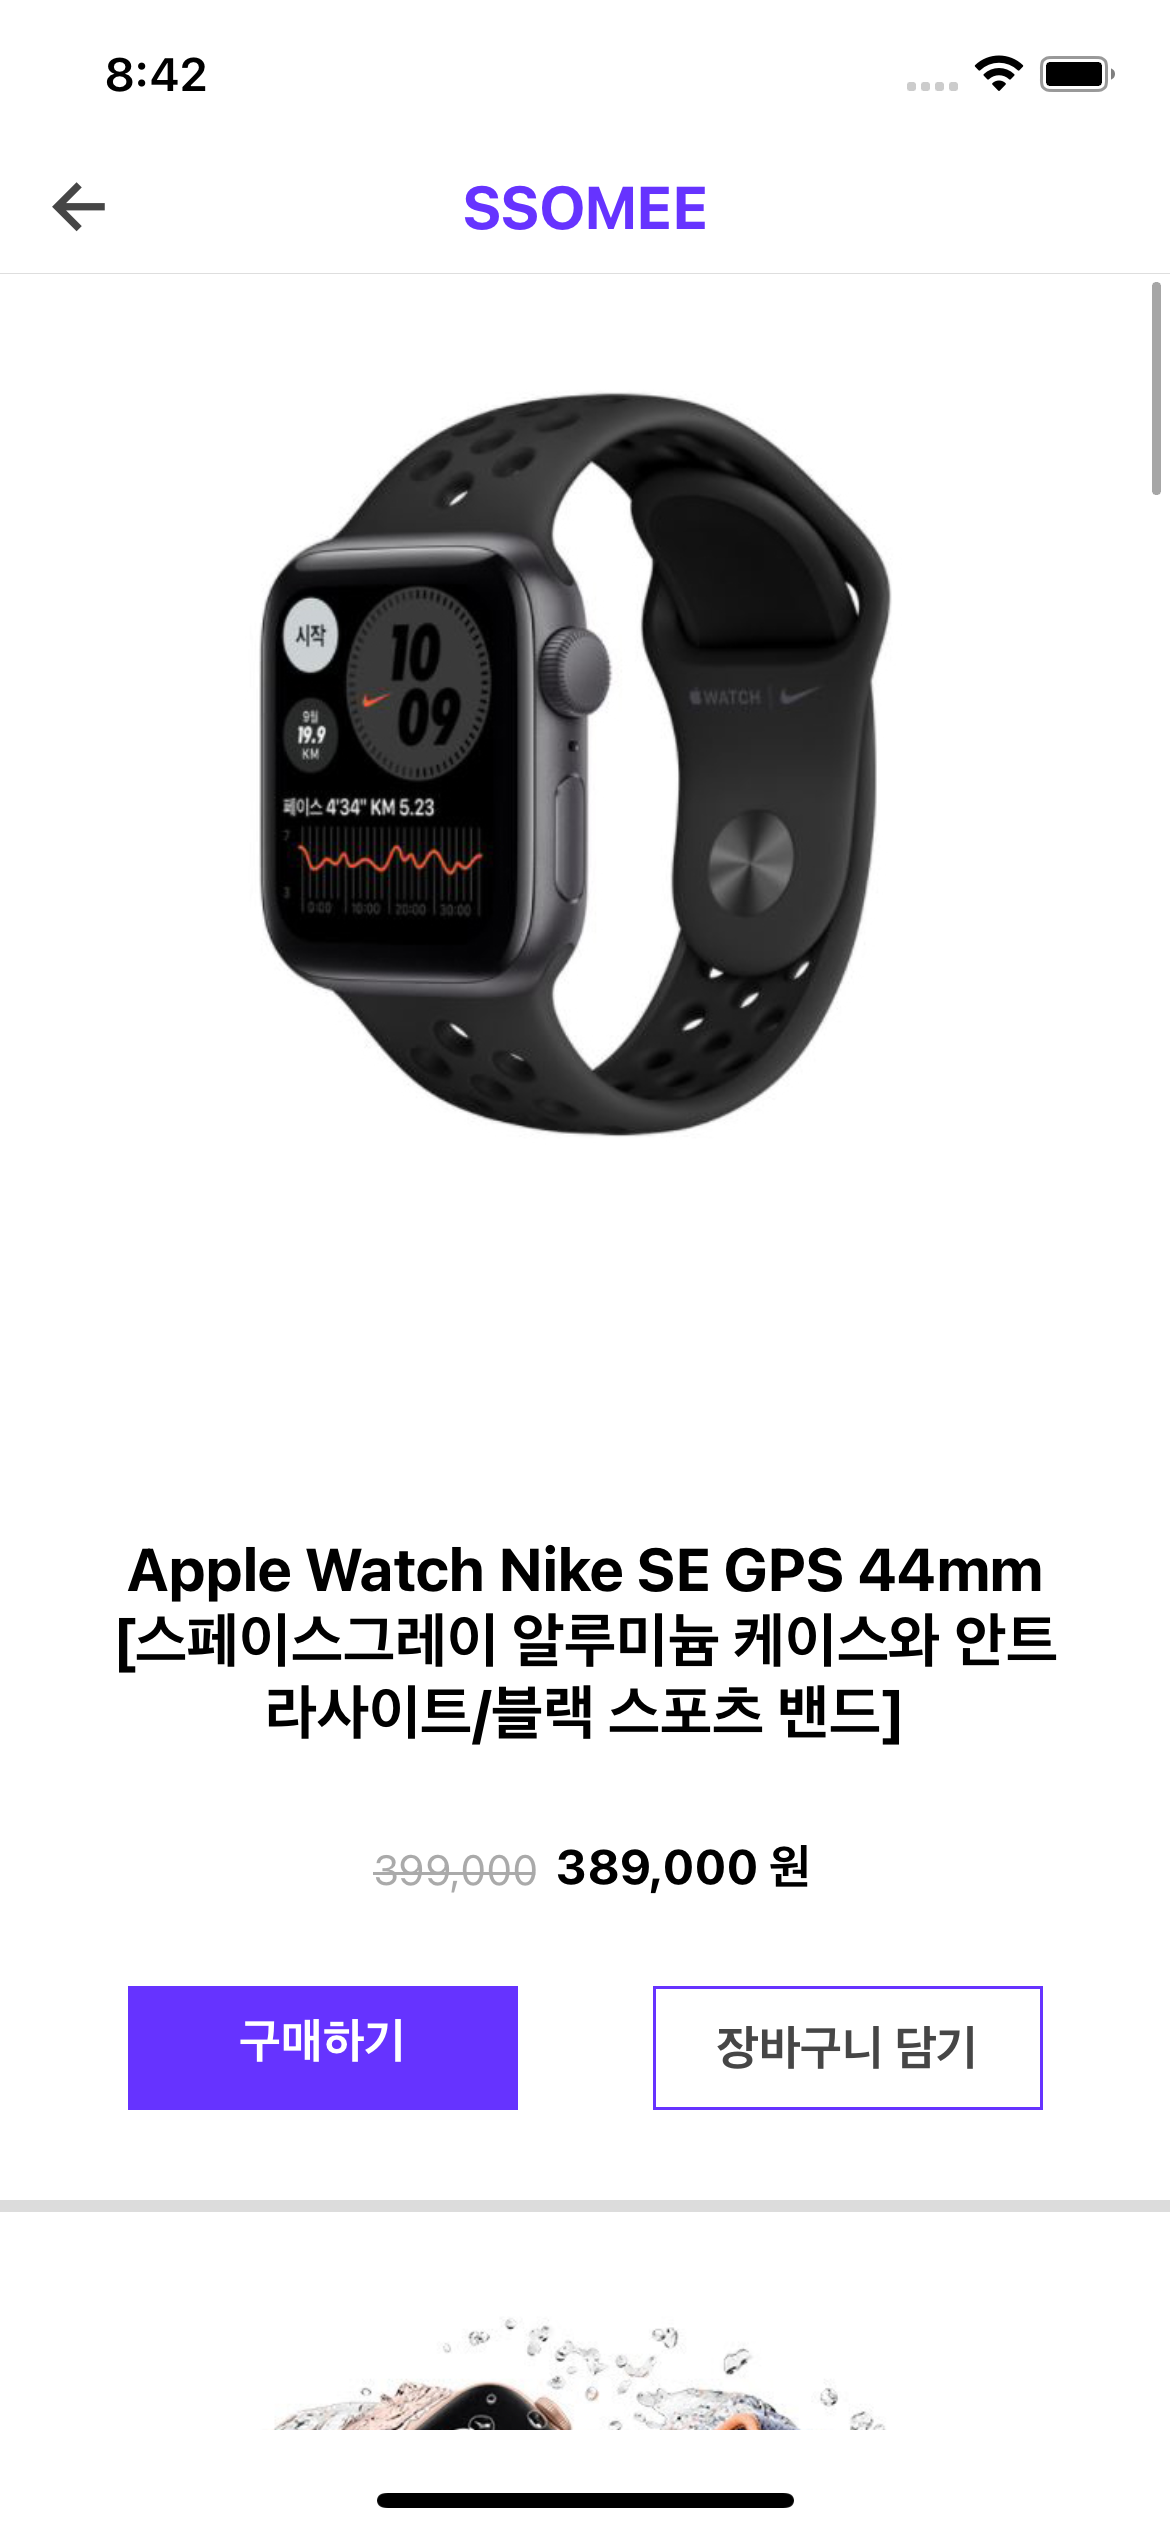 8:42
SSOMEE
시작
10
09
9월
19.9
KM
페이스 4'34" KM 5.23
7
3
0:00 10:00 20:00 30:00
WATCH
Apple Watch Nike SE GPS 44mm
[스페이스그레이 알루미늄 케이스와 안트
라사이트/블랙 스포츠 밴드]
399,000 389,000 원
구매하기 장바구니 담기